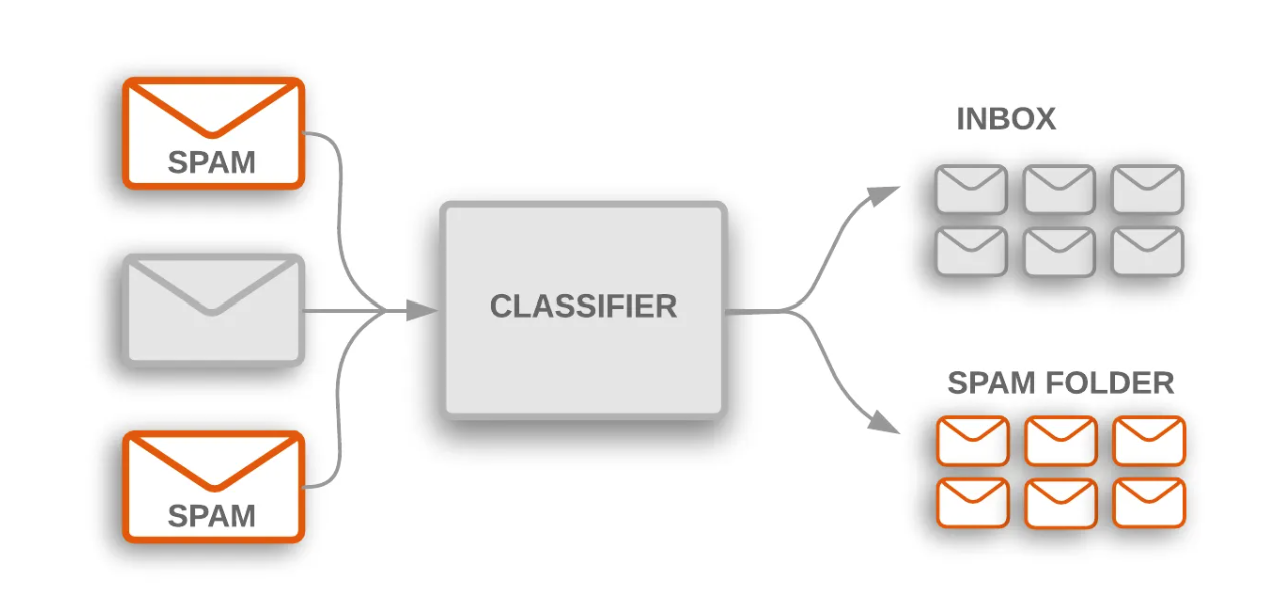 SPAM
SPAM
CLASSIFIER
INBOX
SPAM FOLDER